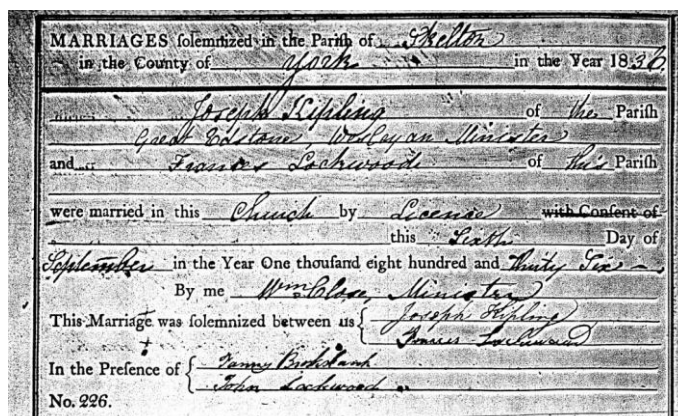 MARRIAGES solemnized in the Parish of Skelton
in the County of York in the Year 1836.
Joseph Kipling of the Parish
Great Edstone, Wesleyan Minister
and Frances Lockwood of this Parish
were married in this Church by License with Consent of
this Sixth Day of
September in the Year One thousand eight hundred and thirty Six
By me Wm Close, Minister
This Marriage was solemnized between us { Joseph Kipling
Frances Lockwood
In the Presence of { Fanny
John Lockwood
No. 226.